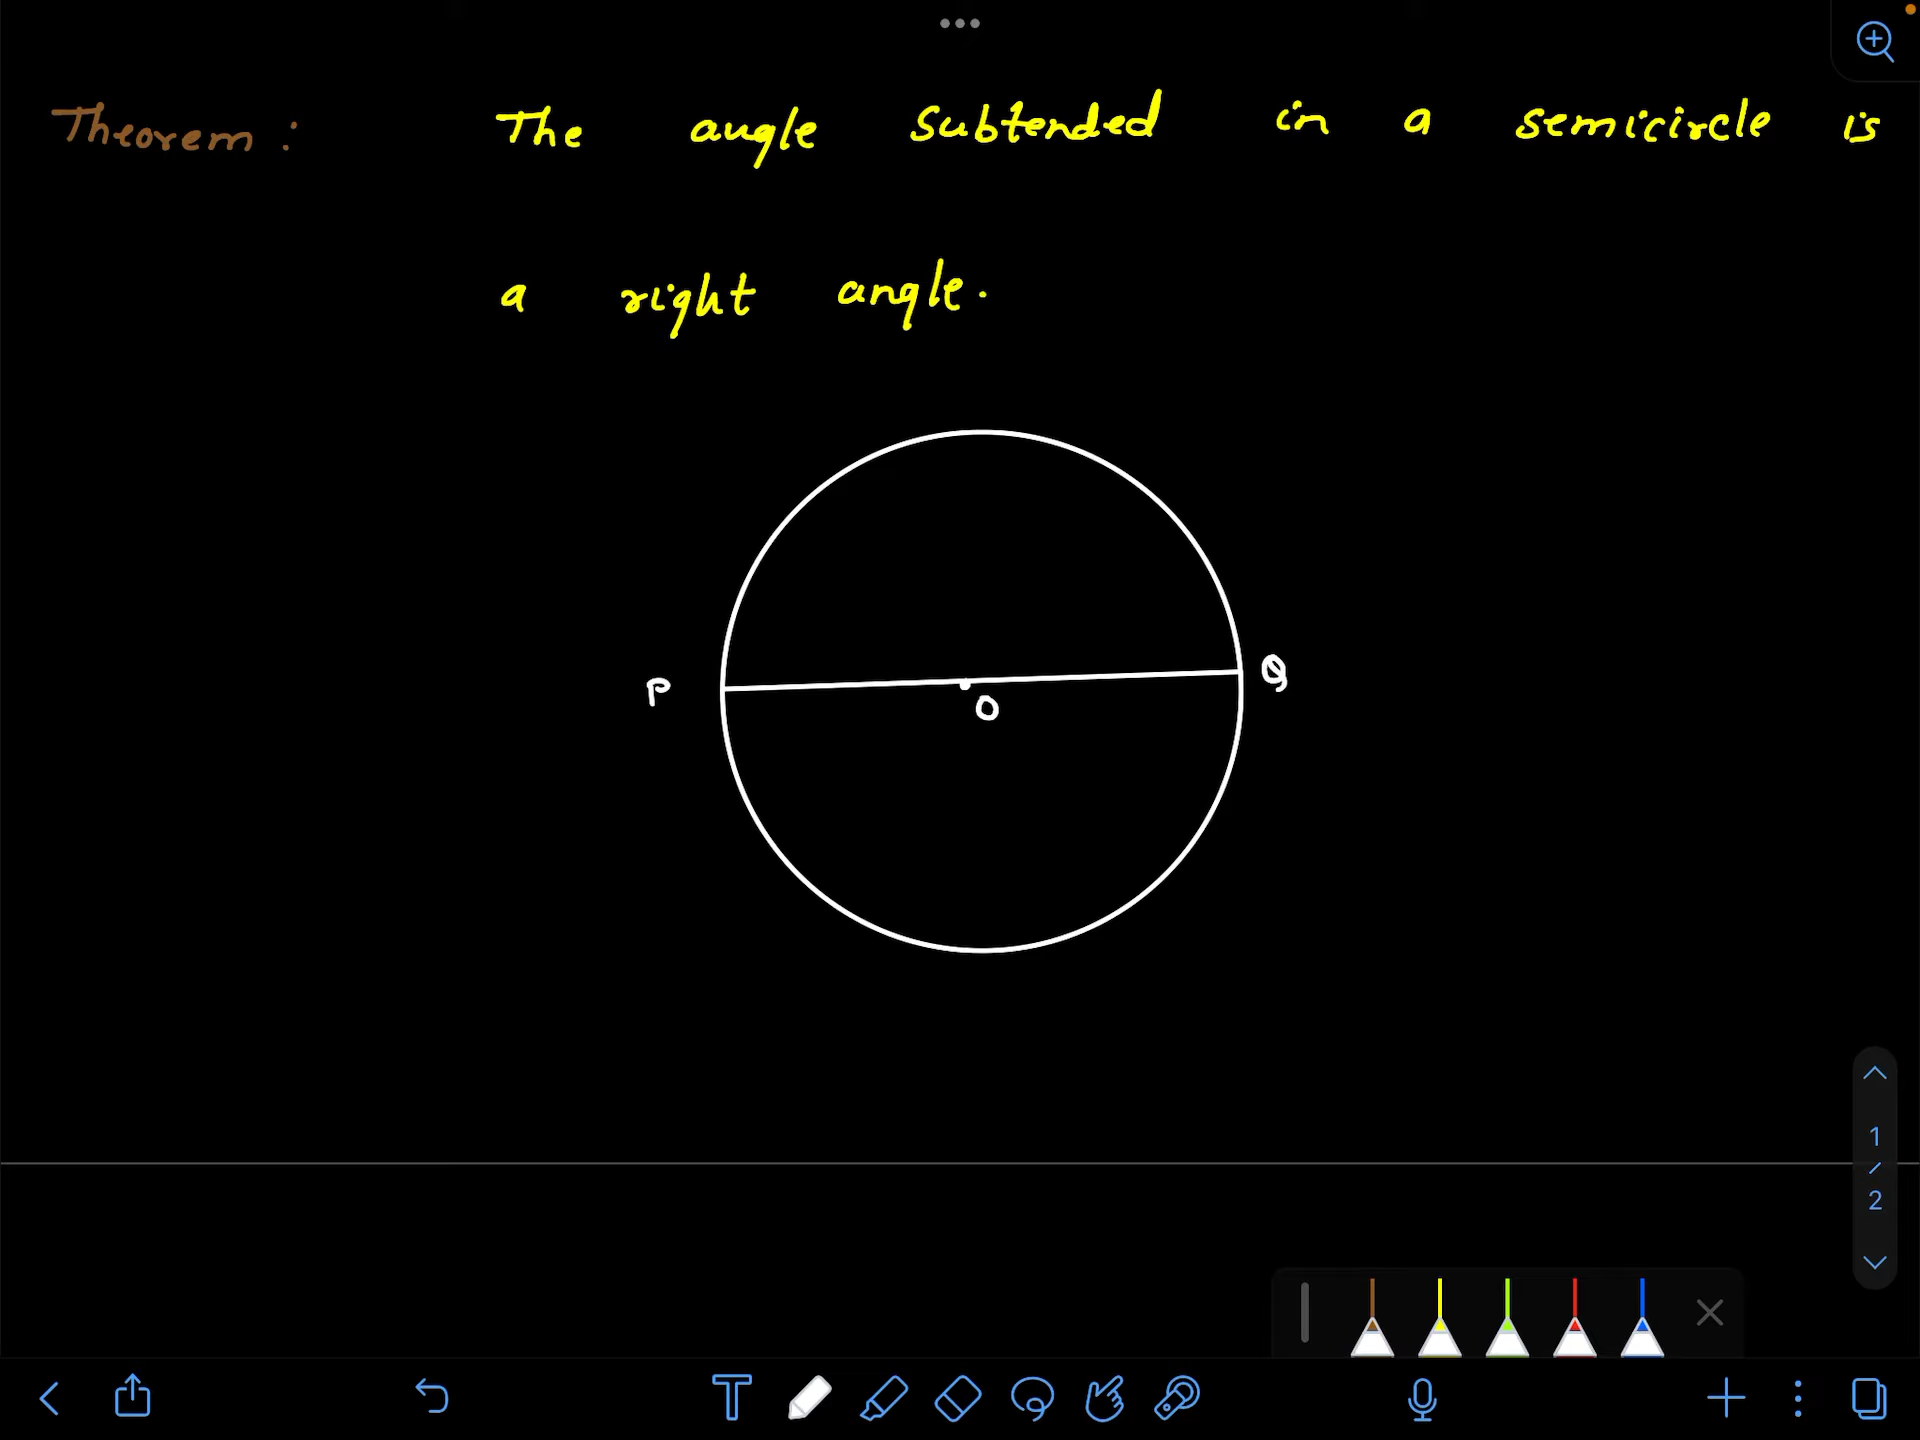 Theorem : The angle subtended in a semicircle is
a right angle.
P Q
O
1
/
2